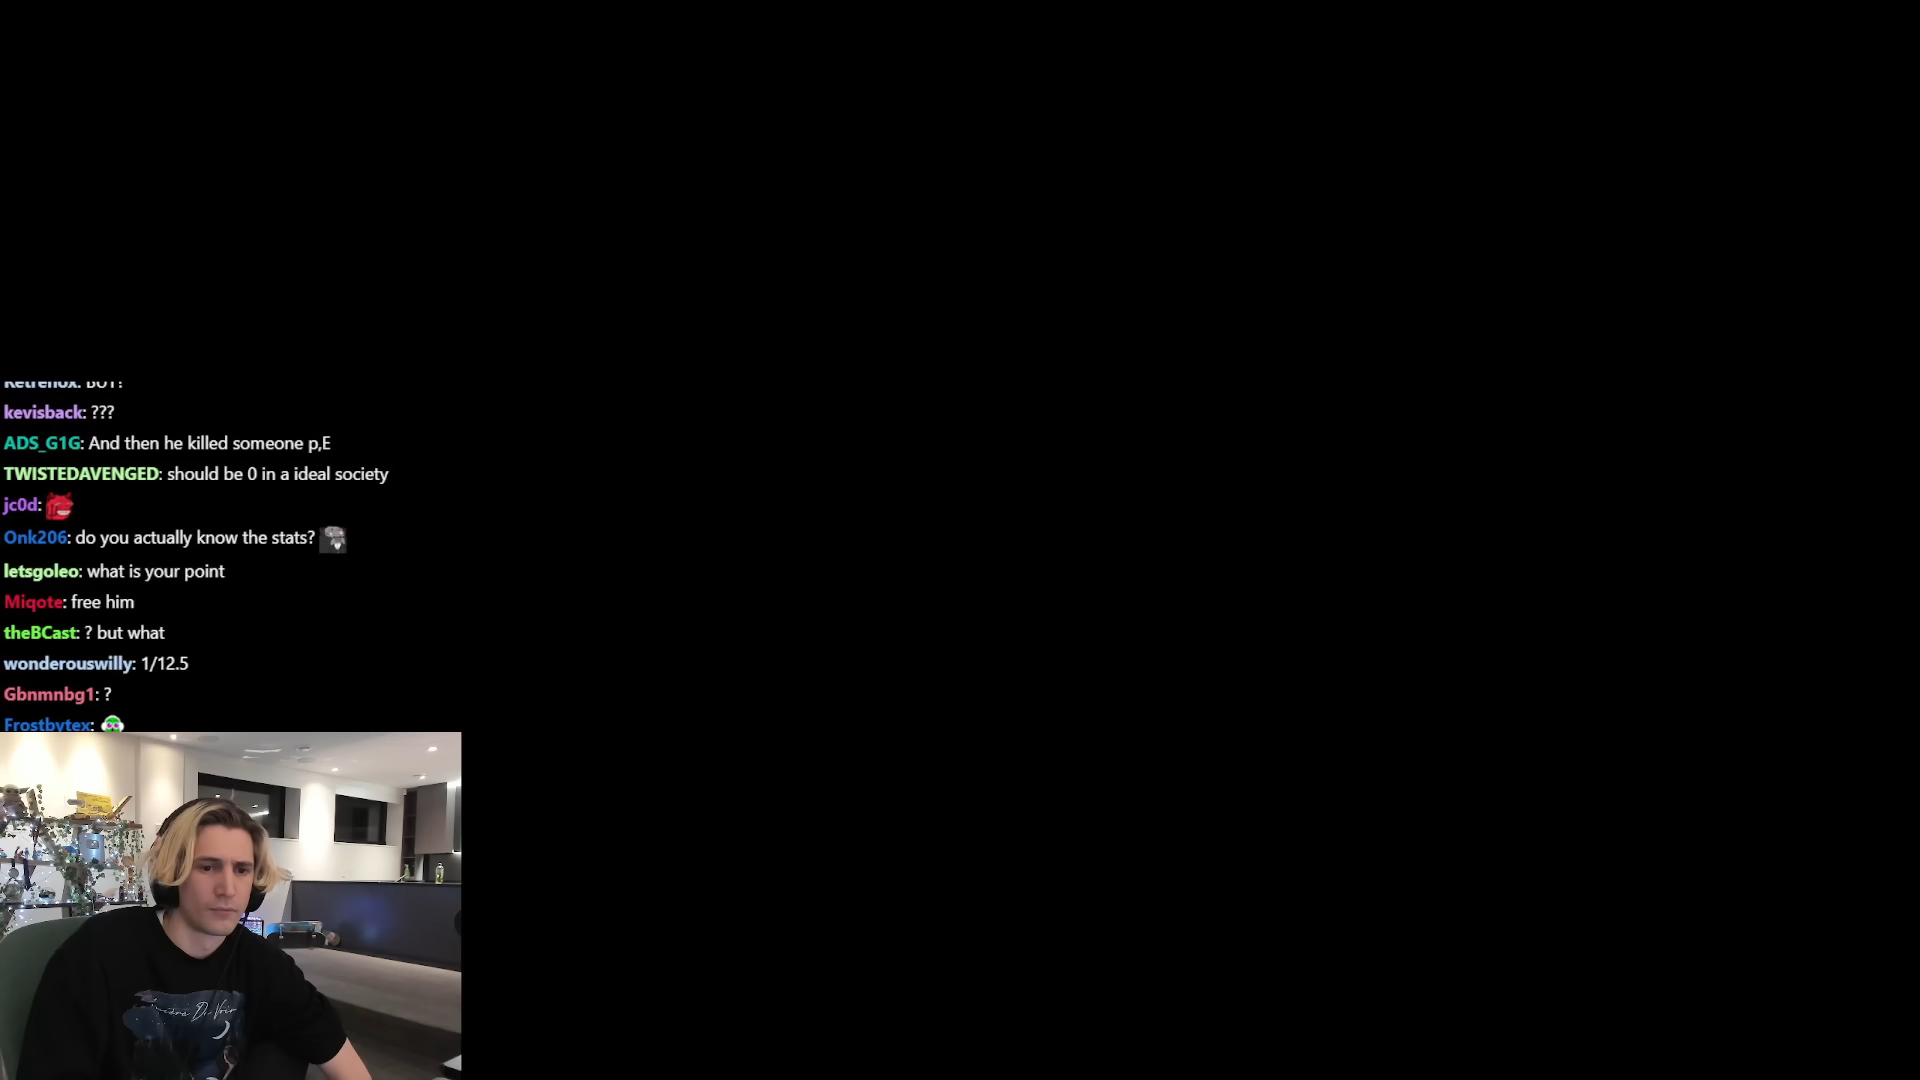 Retrenox: BOT!
kevisback: ???
ADS_G1G: And then he killed someone p,E
TWISTEDAVENGED: should be 0 in a ideal society
jc0d:
Onk206: do you actually know the stats?
letsgoleo: what is your point
Miqote: free him
theBCast: ? but what
wonderouswilly: 1/12.5
Gbnmnbg1: ?
Frostbytex: